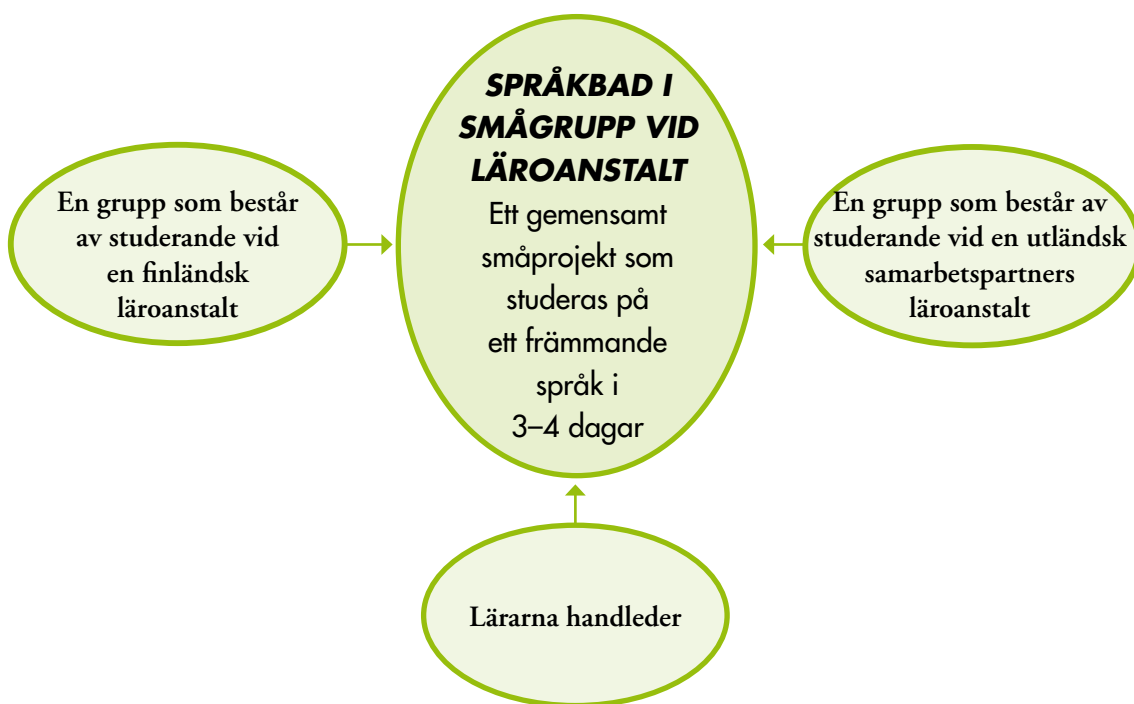 SPRÅKBAD I
SMÅGRUPP VID
LÄROANSTALT
Ett gemensamt
småprojekt som
studeras på
ett främmande
språk i
3–4 dagar
En grupp som består
av studerande vid
en finländsk
läroanstalt
En grupp som består av
studerande vid en utländsk
samarbetspartners
läroanstalt
Lärarna handleder